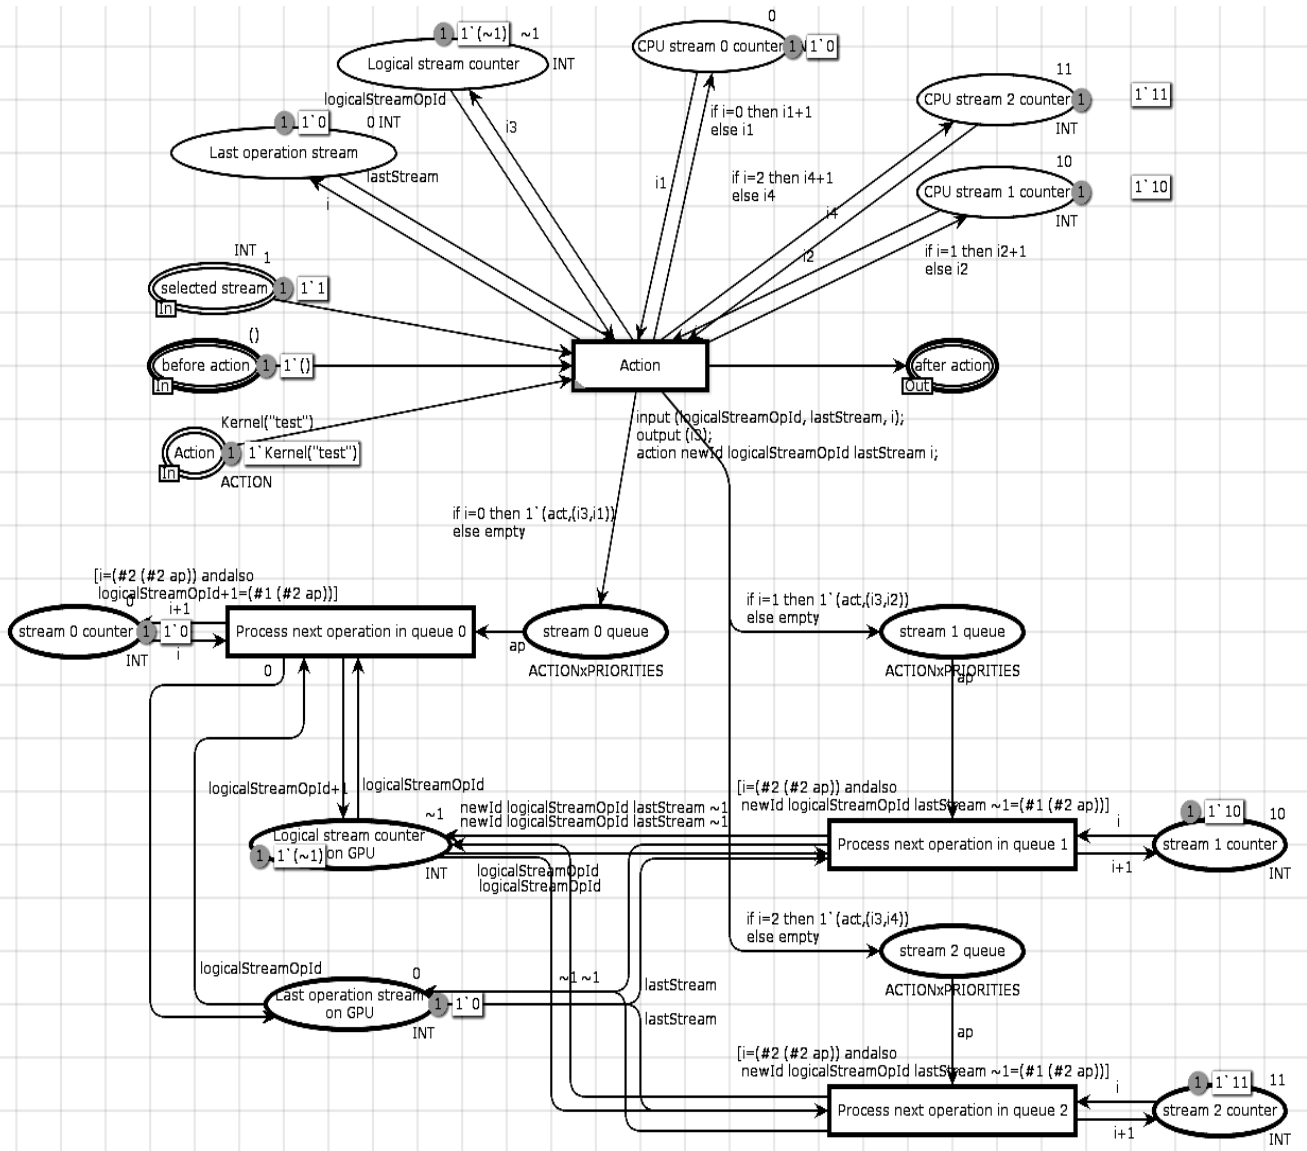 0
1 1`(~1) ~1
Logical stream counter
INT
CPU stream 0 counter
1 1`0
11
CPU stream 2 counter
1 1`11
INT
logicalStreamOpId
0 INT
1 1`0
Last operation stream
lastStream
i
i3
i1
if i=0 then i1+1
else i1
if i=2 then i4+1
else i4
i4
i2
10
CPU stream 1 counter
1 1`10
INT
if i=1 then i2+1
else i2
INT
1
selected stream
1 1`1
In
()
before action
1 1`()
In
Action
after action
Out
Kernel("test")
Action
1 1`Kernel("test")
In
ACTION
input (logicalStreamOpId, lastStream, i);
output (i3);
action newId logicalStreamOpId lastStream i;
if i=0 then 1`(act,(i3,i1))
else empty
[i=(#2 (#2 ap)) andalso
logicalStreamOpId+1=(#1 (#2 ap))]
0
i+1
stream 0 counter
1 1`0
i
INT
Process next operation in queue 0
0
ap
stream 0 queue
ACTIONxPRIORITIES
if i=1 then 1`(act,(i3,i2))
else empty
stream 1 queue
ACTIONxPRIORITIES
ap
logicalStreamOpId+1
logicalStreamOpId
~1
Logical stream counter
on GPU
1 1`(~1)
INT
newId logicalStreamOpId lastStream ~1
newId logicalStreamOpId lastStream ~1
logicalStreamOpId
logicalStreamOpId
[i=(#2 (#2 ap)) andalso
newId logicalStreamOpId lastStream ~1=(#1 (#2 ap))]
Process next operation in queue 1
i
i+1
1 1`10
10
stream 1 counter
INT
if i=2 then 1`(act,(i3,i4))
else empty
stream 2 queue
ACTIONxPRIORITIES
ap
logicalStreamOpId
0
Last operation stream
on GPU
1 1`0
INT
~1 ~1
lastStream
lastStream
[i=(#2 (#2 ap)) andalso
newId logicalStreamOpId lastStream ~1=(#1 (#2 ap))]
Process next operation in queue 2
i
i+1
1 1`11
11
stream 2 counter
INT